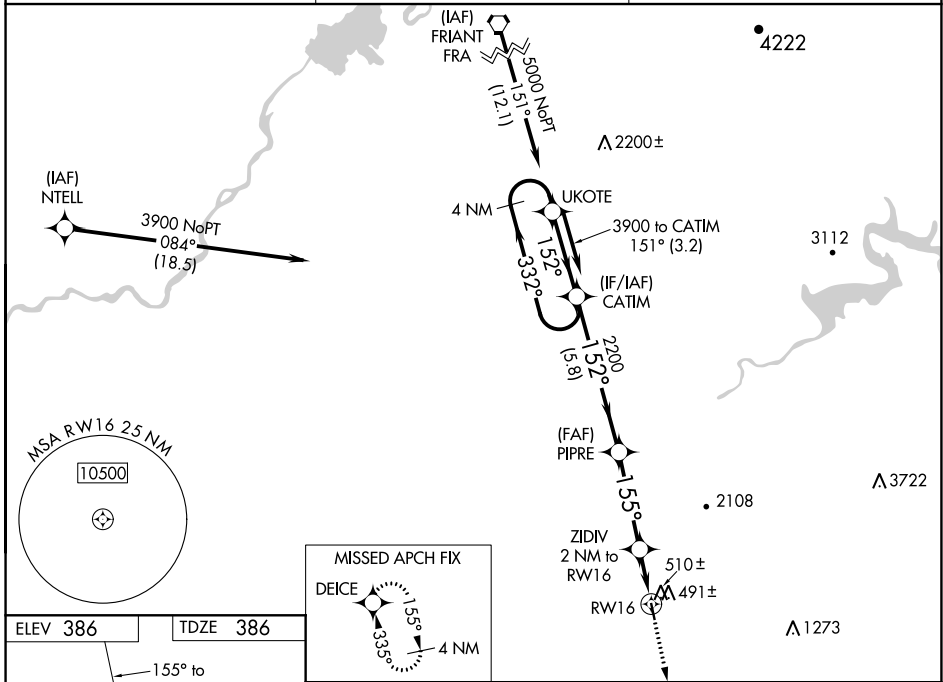 (IAF)
FRIANT
FRA
4222
5000 NoPT
151°
(12.1)
2200±
(IAF)
NTELL
3900 NoPT
084°
(18.5)
4 NM
UKOTE
3900 to CATIM
151° (3.2)
3112
152°
332°
(IF/IAF)
CATIM
2200
152°
(5.8)
MSA RW16 25 NM
10500
(FAF)
PIPRE
155°
3722
2108
ZIDIV
2 NM to
RW16
510±
491±
RW16
1273
MISSED APCH FIX
DEICE
155°
335°
4 NM
ELEV 386
TDZE 386
155° to